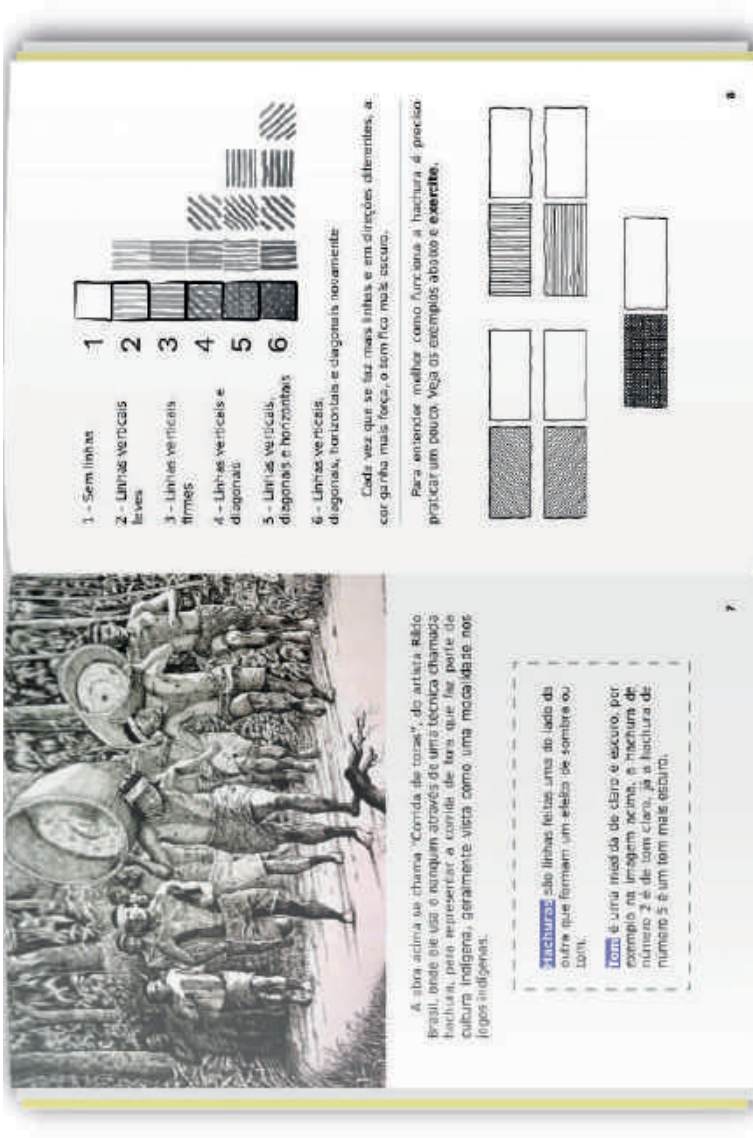 A obra acima se chama "Corrida de toras", do artista Rildo
Brasil, onde ele usa o nanquim através de uma técnica chamada
hachura, para representar a corrida de tora que faz parte da
cultura indígena, geralmente vista como uma modalidade nos
jogos indígenas.
Hachuras são linhas feitas uma do lado da
outra que formam um efeito de sombra ou
tom.
Tom é uma medida de claro e escuro, por
exemplo na imagem acima, a hachura de
número 2 é de tom claro, já a hachura de
número 5 é um tom mais escuro.
7
1 - Sem linhas
2 - Linhas verticais
leves
3 - Linhas verticais
firmes
4 - Linhas verticais e
diagonais
5 - Linhas verticais,
diagonais e horizontais
6 - Linhas verticais,
diagonais, horizontais e diagonais novamente
1
2
3
4
5
6
Cada vez que se faz mais linhas e em direções diferentes, a
cor ganha mais força, o tom fica mais escuro.
Para entender melhor como funciona a hachura é preciso
praticar um pouco. Veja os exemplos abaixo e exercite.
8